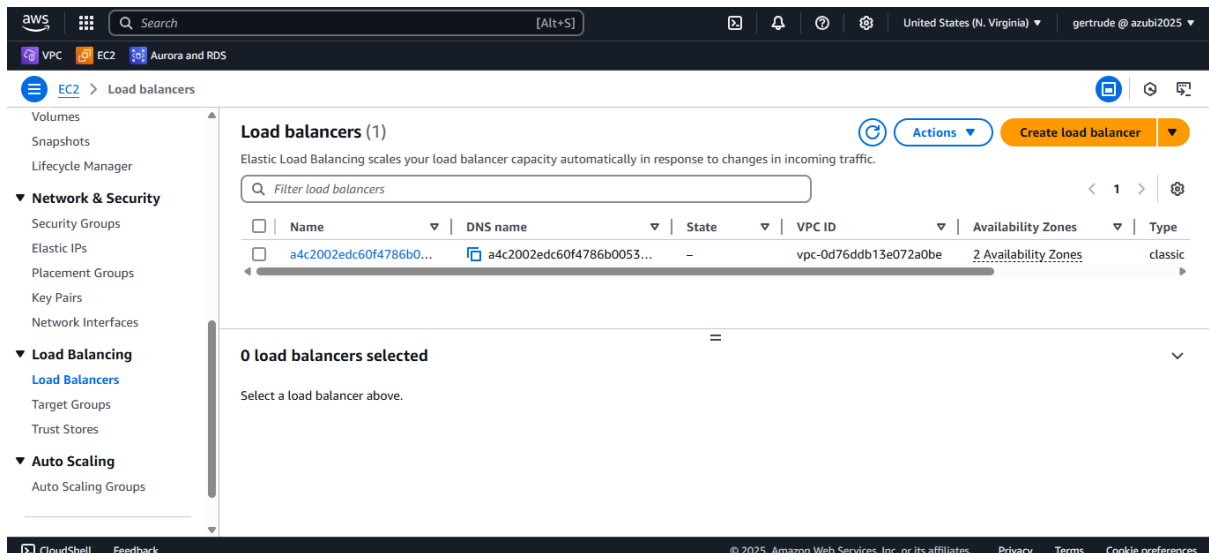 aws Search [Alt+S] United States (N. Virginia) ▼ gertrude @ azubi2025 ▼
VPC EC2 Aurora and RDS
EC2 > Load balancers
Volumes
Snapshots
Lifecycle Manager
▼ Network & Security
Security Groups
Elastic IPs
Placement Groups
Key Pairs
Network Interfaces
▼ Load Balancing
Load Balancers
Target Groups
Trust Stores
▼ Auto Scaling
Auto Scaling Groups
Load balancers (1) Actions ▼ Create load balancer ▼
Elastic Load Balancing scales your load balancer capacity automatically in response to changes in incoming traffic.
Filter load balancers < 1 >
Name DNS name State VPC ID Availability Zones Type
a4c2002edc60f4786b0... a4c2002edc60f4786b0053... – vpc-0d76ddb13e072a0be 2 Availability Zones classic
0 load balancers selected
Select a load balancer above.
CloudShell Feedback © 2025, Amazon Web Services, Inc. or its affiliates. Privacy Terms Cookie preferences